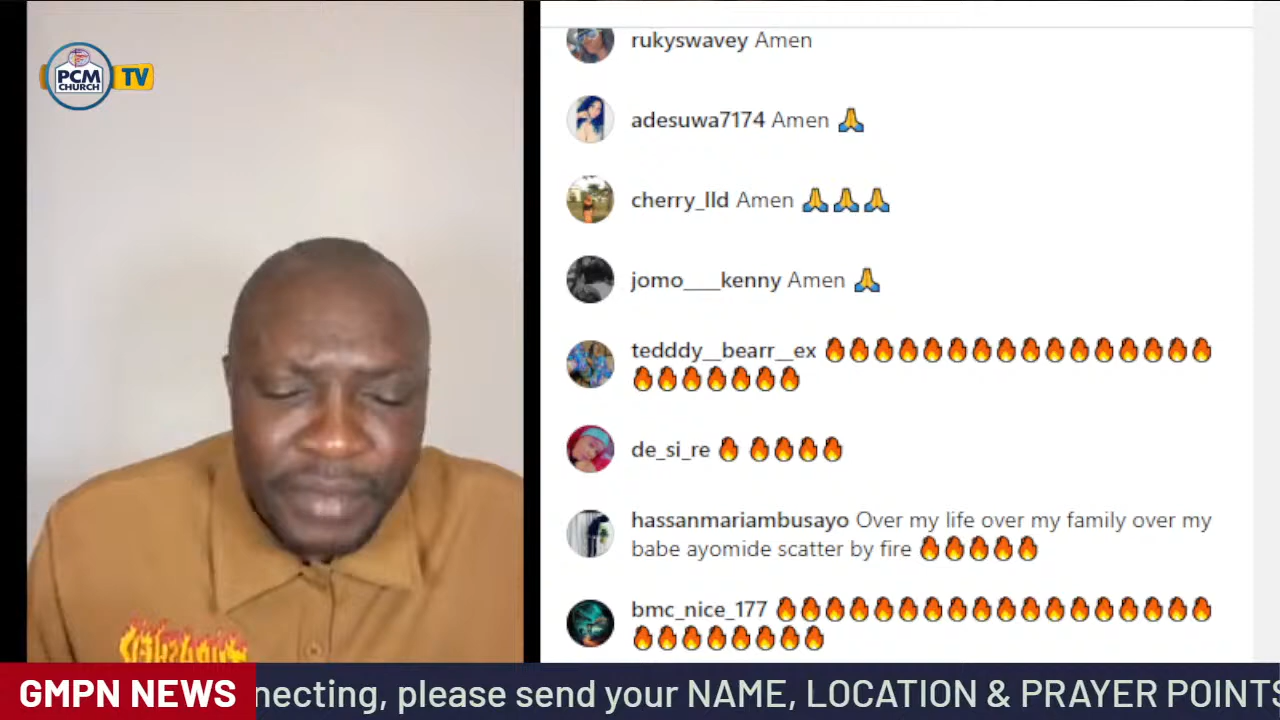 PCM
CHURCH
TV
rukyswavey Amen
adesuwa7174 Amen 🙏
cherry_lld Amen 🙏🙏🙏
jomo____kenny Amen 🙏
tedddy__bearr__ex 🔥🔥🔥🔥🔥🔥🔥🔥🔥🔥🔥🔥🔥🔥🔥🔥
🔥🔥🔥🔥🔥🔥🔥
de_si_re 🔥 🔥🔥🔥🔥
hassanmariambusayo Over my life over my family over my
babe ayomide scatter by fire 🔥🔥🔥🔥🔥
bmc_nice_177 🔥🔥🔥🔥🔥🔥🔥🔥🔥🔥🔥🔥🔥🔥🔥🔥🔥🔥
🔥🔥🔥🔥🔥🔥🔥🔥
GMPN NEWS
necting, please send your NAME, LOCATION & PRAYER POINTS